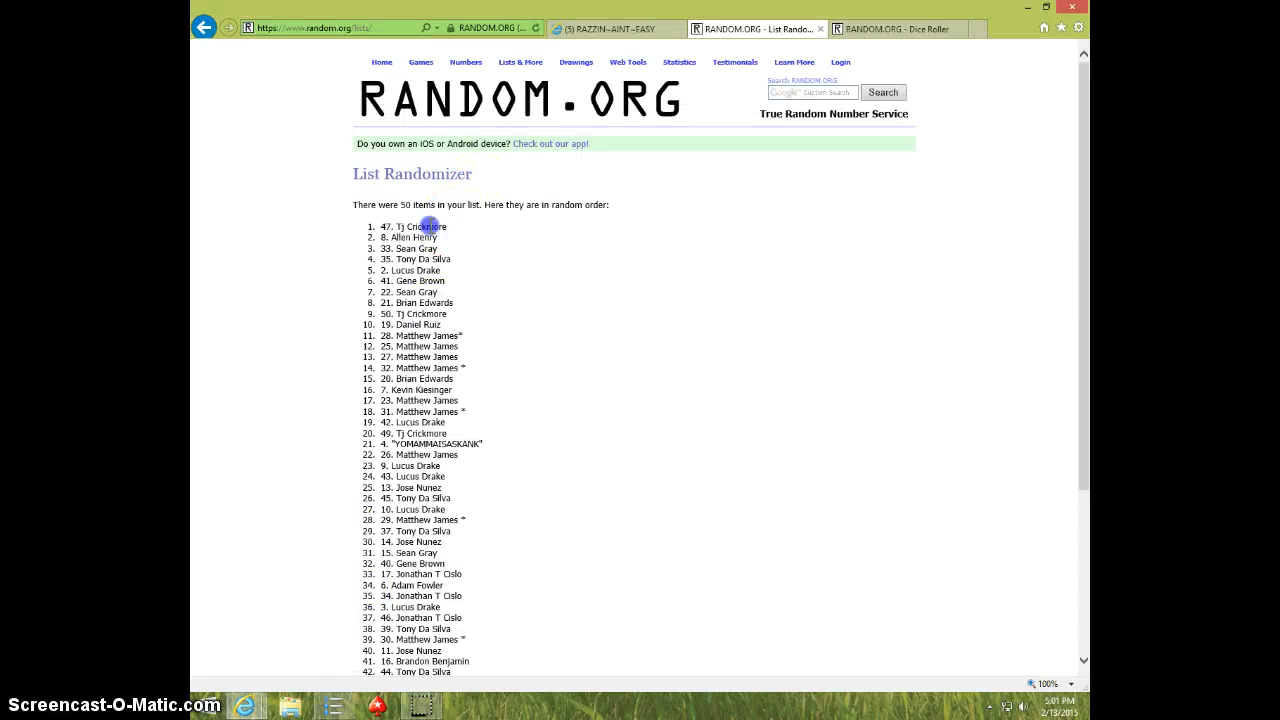 https://www.random.org/lists/
RANDOM.ORG (...
(5) RAZZIN~AINT~EASY
RANDOM.ORG - List Rando...
RANDOM.ORG - Dice Roller
Home Games Numbers Lists & More Drawings Web Tools Statistics Testimonials Learn More Login
RANDOM.ORG
Search RANDOM.ORG
Google Custom Search
Search
True Random Number Service
Do you own an iOS or Android device? Check out our app!
List Randomizer
There were 50 items in your list. Here they are in random order:
1. 47. Tj Crickmore
2. 8. Allen Henry
3. 33. Sean Gray
4. 35. Tony Da Silva
5. 2. Lucus Drake
6. 41. Gene Brown
7. 22. Sean Gray
8. 21. Brian Edwards
9. 50. Tj Crickmore
10. 19. Daniel Ruiz
11. 28. Matthew James*
12. 25. Matthew James
13. 27. Matthew James
14. 32. Matthew James *
15. 20. Brian Edwards
16. 7. Kevin Kiesinger
17. 23. Matthew James
18. 31. Matthew James *
19. 42. Lucus Drake
20. 49. Tj Crickmore
21. 4. "YOMAMMAISASKANK"
22. 26. Matthew James
23. 9. Lucus Drake
24. 43. Lucus Drake
25. 13. Jose Nunez
26. 45. Tony Da Silva
27. 10. Lucus Drake
28. 29. Matthew James *
29. 37. Tony Da Silva
30. 14. Jose Nunez
31. 15. Sean Gray
32. 40. Gene Brown
33. 17. Jonathan T Cislo
34. 6. Adam Fowler
35. 34. Jonathan T Cislo
36. 3. Lucus Drake
37. 46. Jonathan T Cislo
38. 39. Tony Da Silva
39. 30. Matthew James *
40. 11. Jose Nunez
41. 16. Brandon Benjamin
42. 44. Tony Da Silva
100%
Screencast-O-Matic.com
5:01 PM
2/13/2015